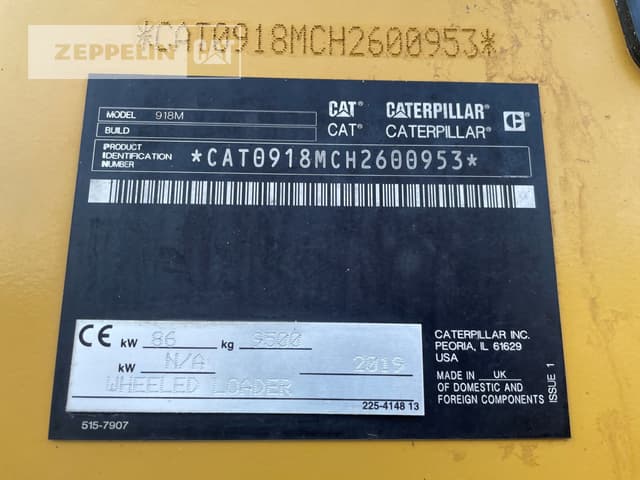 ZEPPELIN CAT
*CAT0918MCH2600953*
MODEL 918M
BUILD
CAT CATERPILLAR C
CAT® CATERPILLAR®
PRODUCT
IDENTIFICATION
NUMBER
*CAT0918MCH2600953*
CE kW 86 kg 9500
kW N/A 2019
WHEELED LOADER
225-4148 13
CATERPILLAR INC.
PEORIA, IL 61629
USA
MADE IN UK
OF DOMESTIC AND
FOREIGN COMPONENTS
ISSUE 1
515-7907